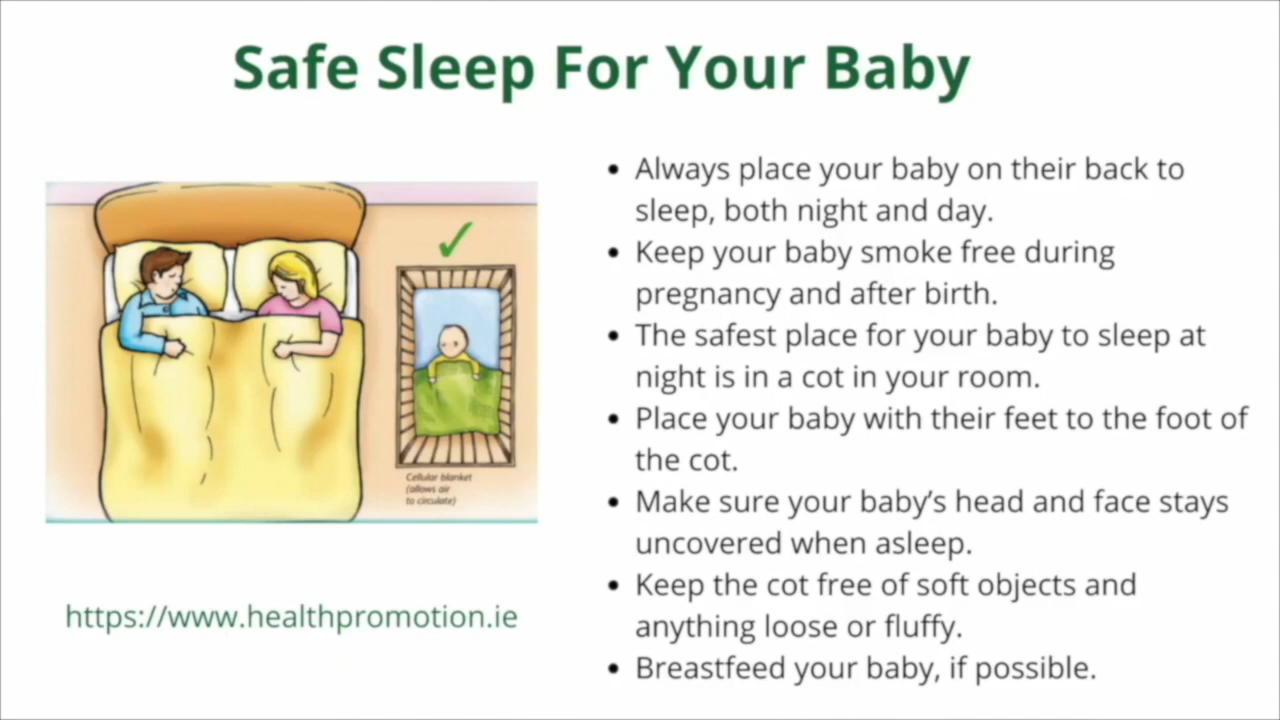 Safe Sleep For Your Baby
• Always place your baby on their back to
sleep, both night and day.
• Keep your baby smoke free during
pregnancy and after birth.
• The safest place for your baby to sleep at
night is in a cot in your room.
• Place your baby with their feet to the foot of
the cot.
• Make sure your baby’s head and face stays
uncovered when asleep.
• Keep the cot free of soft objects and
anything loose or fluffy.
• Breastfeed your baby, if possible.
Cellular blanket
(allows air
to circulate)
https://www.healthpromotion.ie